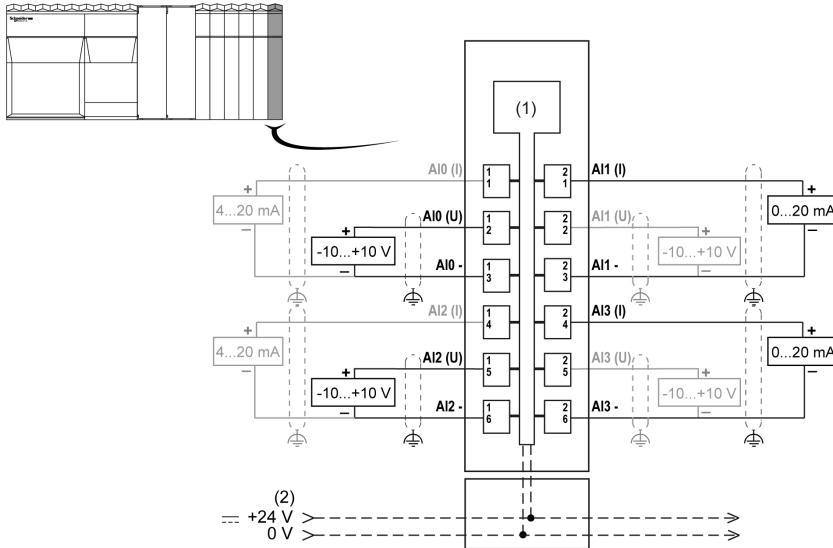 Schneider
(1)
AI0 (I) 1 1 2 1 AI1 (I)
+ +
4...20 mA 0...20 mA
– –
AI0 (U) 1 2 2 2 AI1 (U)
+ +
-10...+10 V -10...+10 V
– –
AI0 - 1 3 2 3 AI1 -
AI2 (I) 1 4 2 4 AI3 (I)
+ +
4...20 mA 0...20 mA
– –
AI2 (U) 1 5 2 5 AI3 (U)
+ +
-10...+10 V -10...+10 V
– –
AI2 - 1 6 2 6 AI3 -
(2)
+24 V
0 V